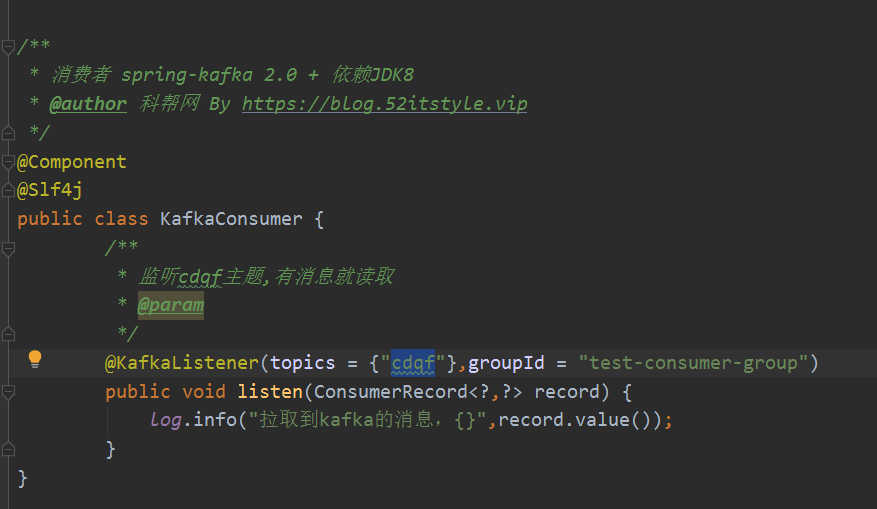 /**
 * 消费者 spring-kafka 2.0 + 依赖JDK8
 * @author 科帮网 By https://blog.52itstyle.vip
 */
@Component
@Slf4j
public class KafkaConsumer {
        /**
         * 监听cdqf主题,有消息就读取
         * @param
         */
        @KafkaListener(topics = {"cdqf"},groupId = "test-consumer-group")
        public void listen(ConsumerRecord<?,?> record) {
            log.info("拉取到kafka的消息，{}",record.value());
        }
}